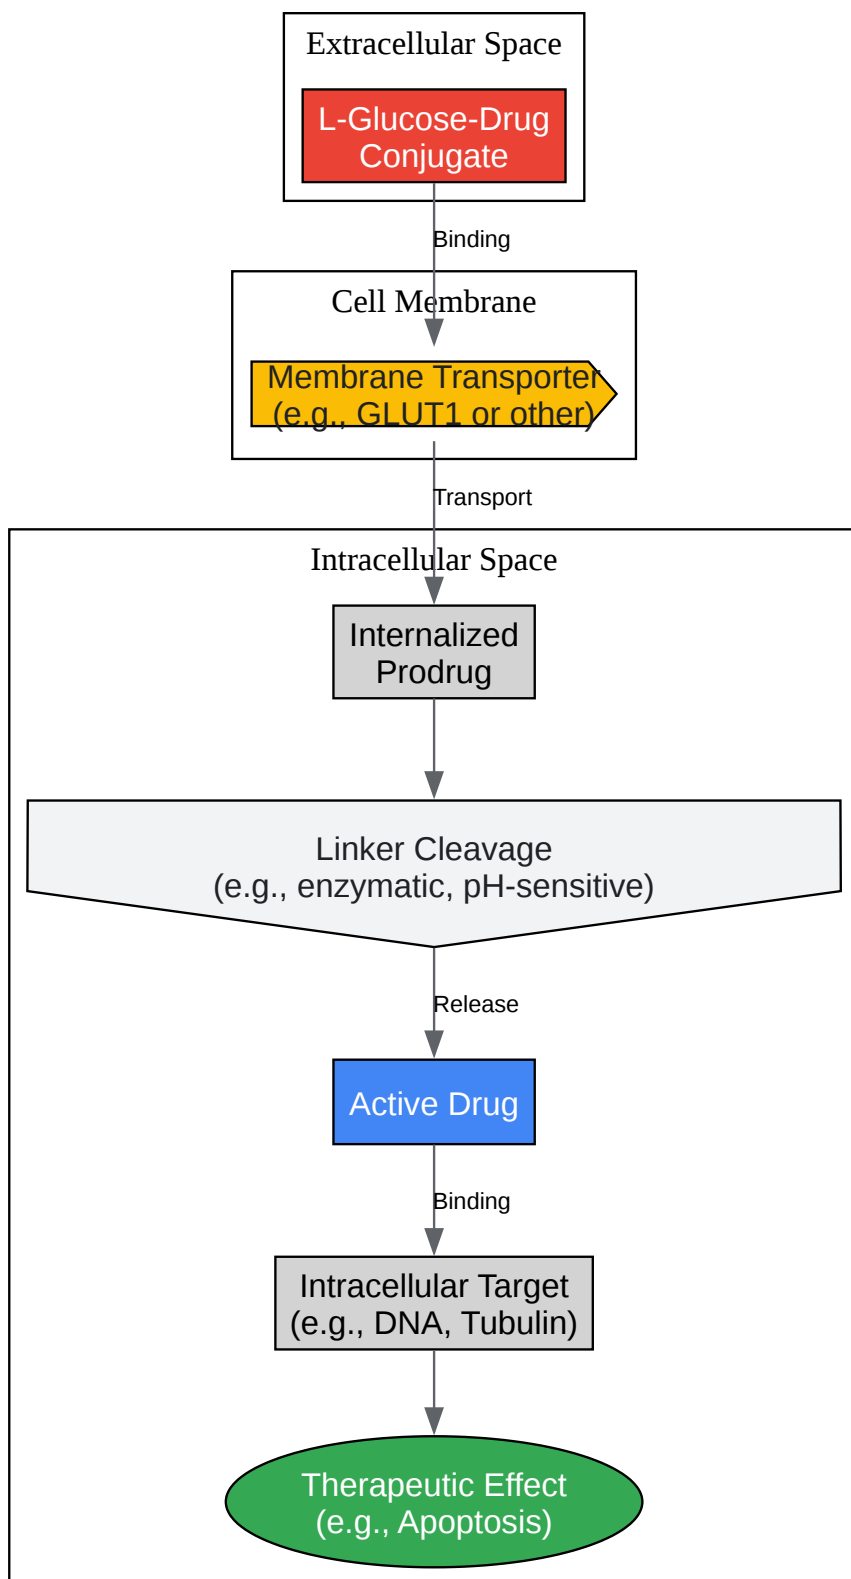 Extracellular Space
L-Glucose-Drug
Conjugate
Binding
Cell Membrane
Membrane Transporter
(e.g., GLUT1 or other)
Transport
Intracellular Space
Internalized
Prodrug
Linker Cleavage
(e.g., enzymatic, pH-sensitive)
Release
Active Drug
Binding
Intracellular Target
(e.g., DNA, Tubulin)
Therapeutic Effect
(e.g., Apoptosis)